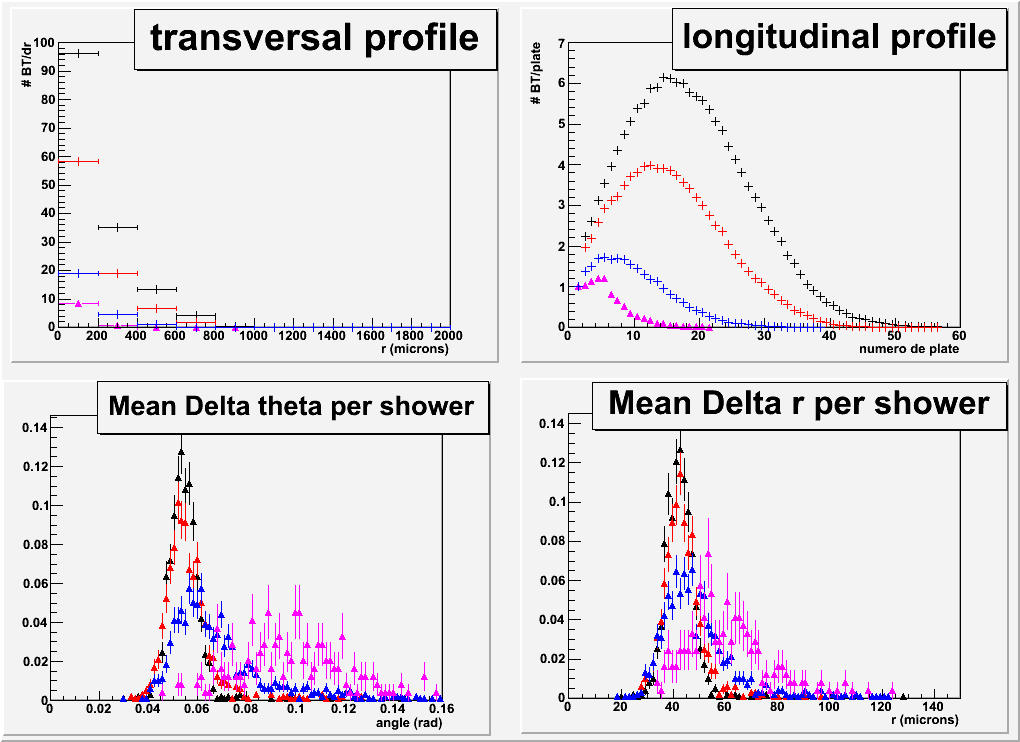 transversal profile
# BT/dr
100
90
80
70
60
50
40
30
20
10
0
0 200 400 600 800 1000 1200 1400 1600 1800 2000
r (microns)
longitudinal profile
# BT/plate
7
6
5
4
3
2
1
0
0 10 20 30 40 50 60
numero de plate
Mean Delta theta per shower
0.14
0.12
0.1
0.08
0.06
0.04
0.02
0
0 0.02 0.04 0.06 0.08 0.1 0.12 0.14 0.16
angle (rad)
Mean Delta r per shower
0.14
0.12
0.1
0.08
0.06
0.04
0.02
0
0 20 40 60 80 100 120 140
r (microns)